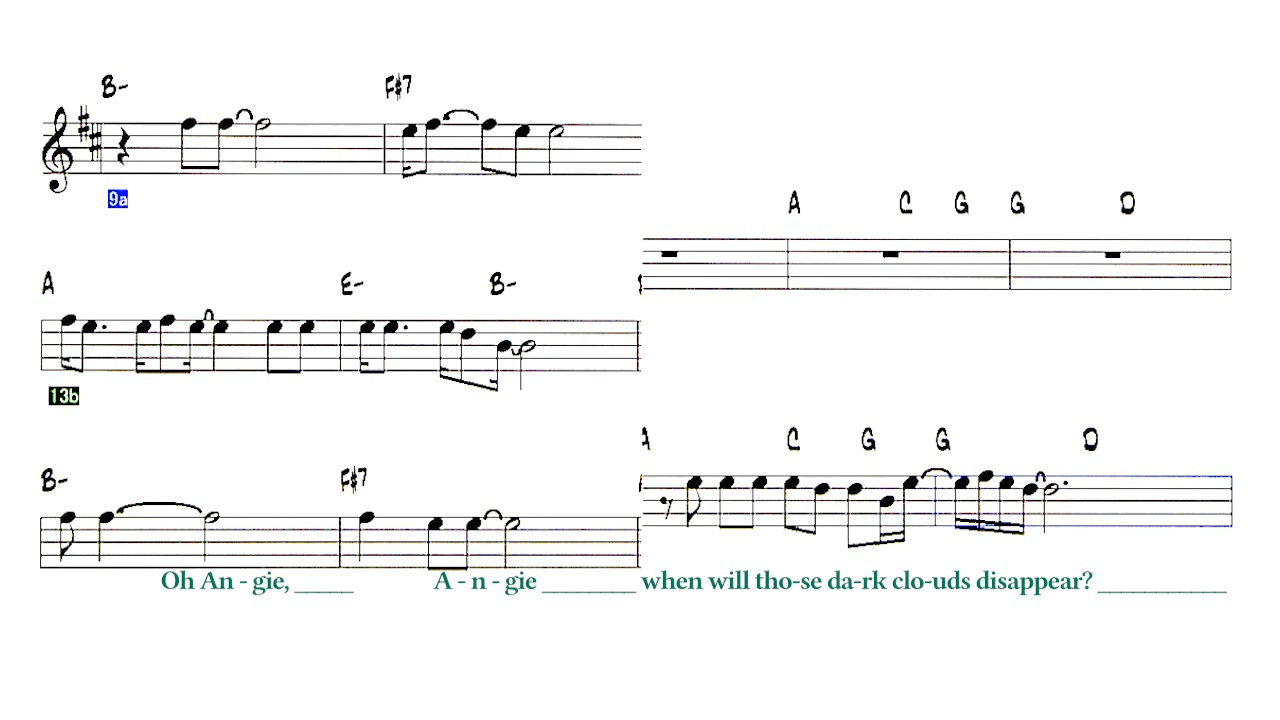 B- F#7
9a
A C G G D
A E- B-
13b
A C G G D
B- F#7
Oh An - gie, _____ A - n - gie ________ when will tho-se da-rk clo-uds disappear? ___________